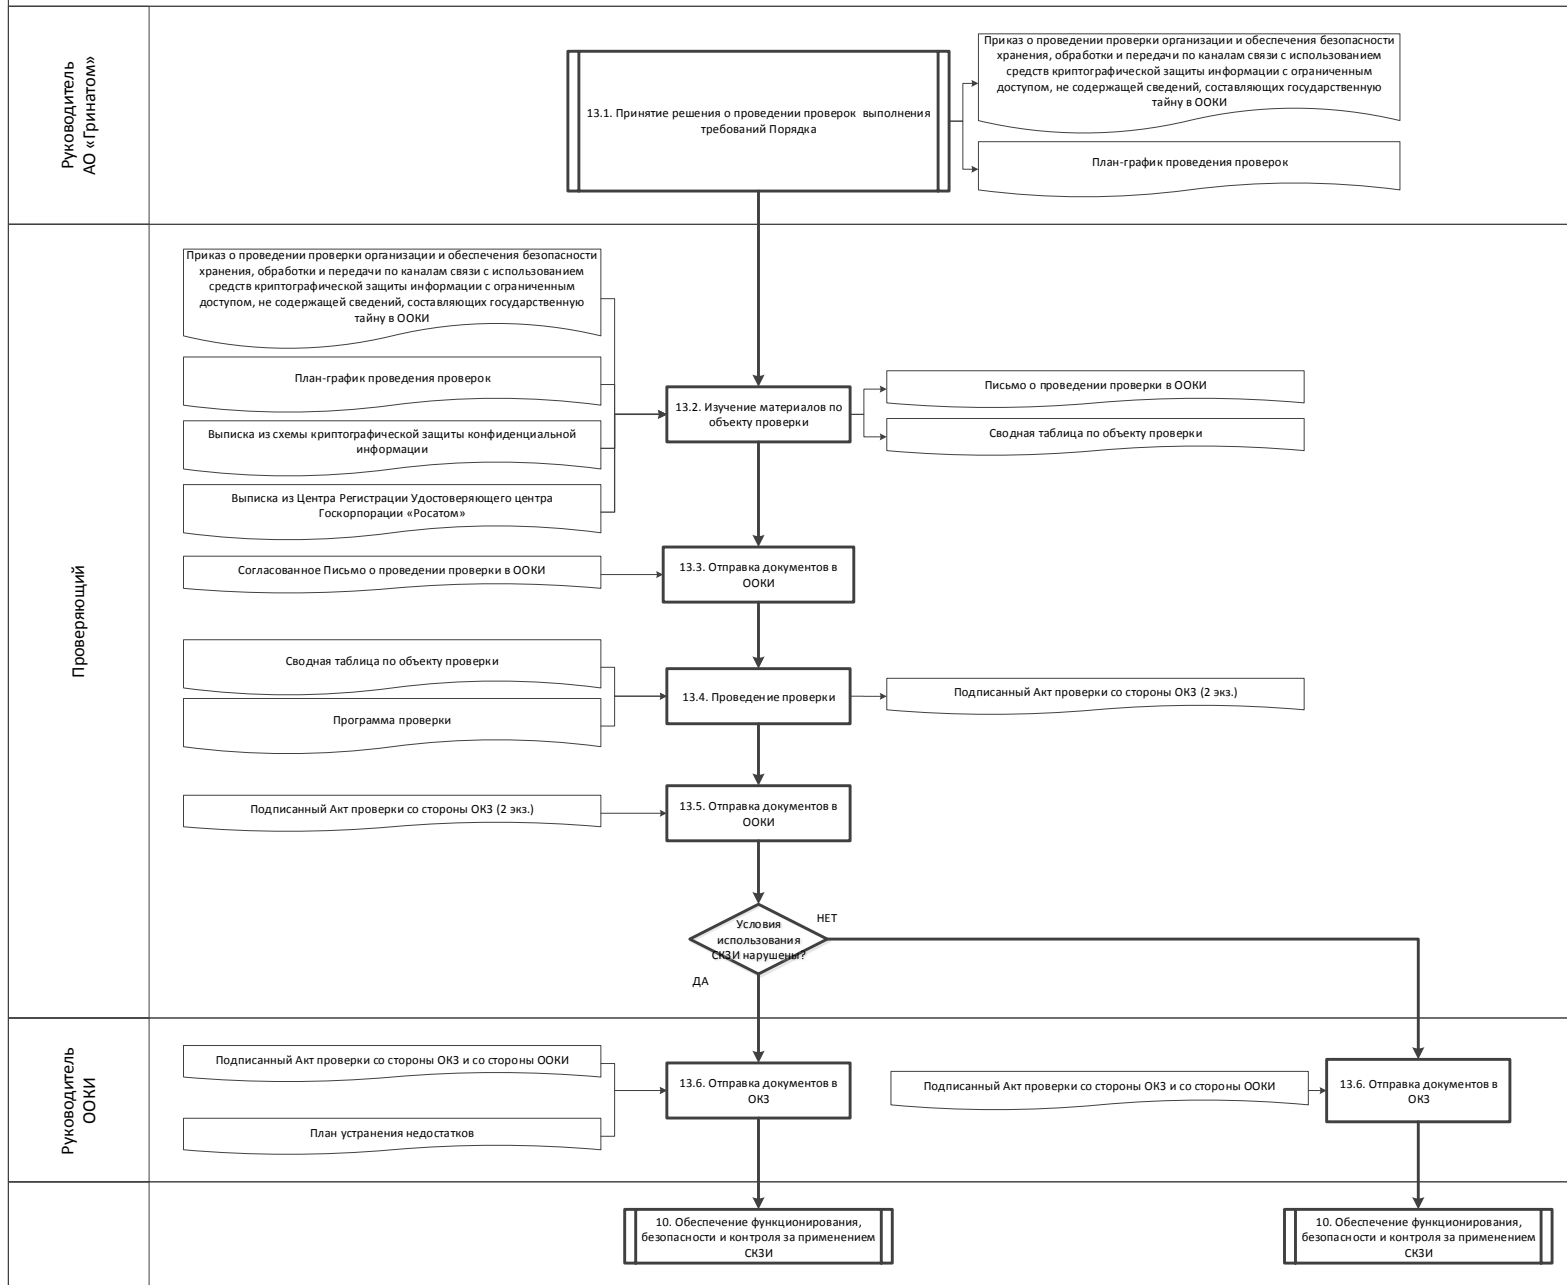 Руководитель
АО «Гринатом»
13.1. Принятие решения о проведении проверок выполнения
требований Порядка
Приказ о проведении проверки организации и обеспечения безопасности
хранения, обработки и передачи по каналам связи с использованием
средств криптографической защиты информации с ограниченным
доступом, не содержащей сведений, составляющих государственную
тайну в ООКИ
План-график проведения проверок
Проверяющий
Приказ о проведении проверки организации и обеспечения безопасности
хранения, обработки и передачи по каналам связи с использованием
средств криптографической защиты информации с ограниченным
доступом, не содержащей сведений, составляющих государственную
тайну в ООКИ
План-график проведения проверок
Выписка из схемы криптографической защиты конфиденциальной
информации
Выписка из Центра Регистрации Удостоверяющего центра
Госкорпорации «Росатом»
13.2. Изучение материалов по
объекту проверки
Письмо о проведении проверки в ООКИ
Сводная таблица по объекту проверки
Согласованное Письмо о проведении проверки в ООКИ
13.3. Отправка документов в
ООКИ
Сводная таблица по объекту проверки
Программа проверки
13.4. Проведение проверки
Подписанный Акт проверки со стороны ОКЗ (2 экз.)
Подписанный Акт проверки со стороны ОКЗ (2 экз.)
13.5. Отправка документов в
ООКИ
Условия
использования
СКЗИ нарушены?
НЕТ
ДА
Руководитель
ООКИ
Подписанный Акт проверки со стороны ОКЗ и со стороны ООКИ
План устранения недостатков
13.6. Отправка документов в
ОКЗ
Подписанный Акт проверки со стороны ОКЗ и со стороны ООКИ
13.6. Отправка документов в
ОКЗ
10. Обеспечение функционирования,
безопасности и контроля за применением
СКЗИ
10. Обеспечение функционирования,
безопасности и контроля за применением
СКЗИ